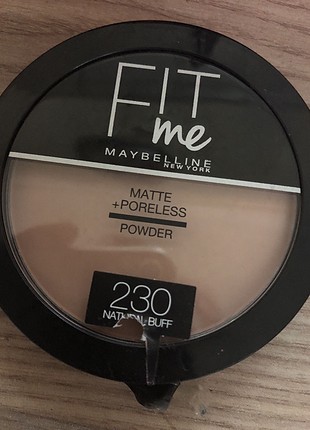 FIT
me
MAYBELLINE
NEW YORK
MATTE
+PORELESS
POWDER
230
NATURAL BUFF